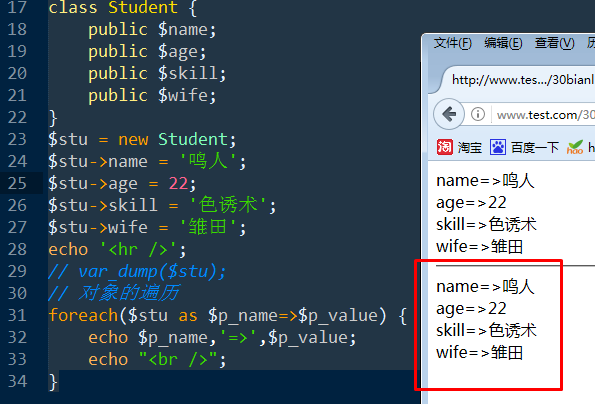 17 class Student {
18     public $name;
19     public $age;
20     public $skill;
21     public $wife;
22 }
23 $stu = new Student;
24 $stu->name = '鸣人';
25 $stu->age = 22;
26 $stu->skill = '色诱术';
27 $stu->wife = '雏田';
28 echo '<hr />';
29 // var_dump($stu);
30 // 对象的遍历
31 foreach($stu as $p_name=>$p_value) {
32     echo $p_name,'=>',$p_value;
33     echo "<br />";
34 }
文件(F) 编辑(E) 查看(V)
http://www.tes.../30bianl
www.test.com/30
淘宝 百度一下 hao
name=>鸣人
age=>22
skill=>色诱术
wife=>雏田
name=>鸣人
age=>22
skill=>色诱术
wife=>雏田